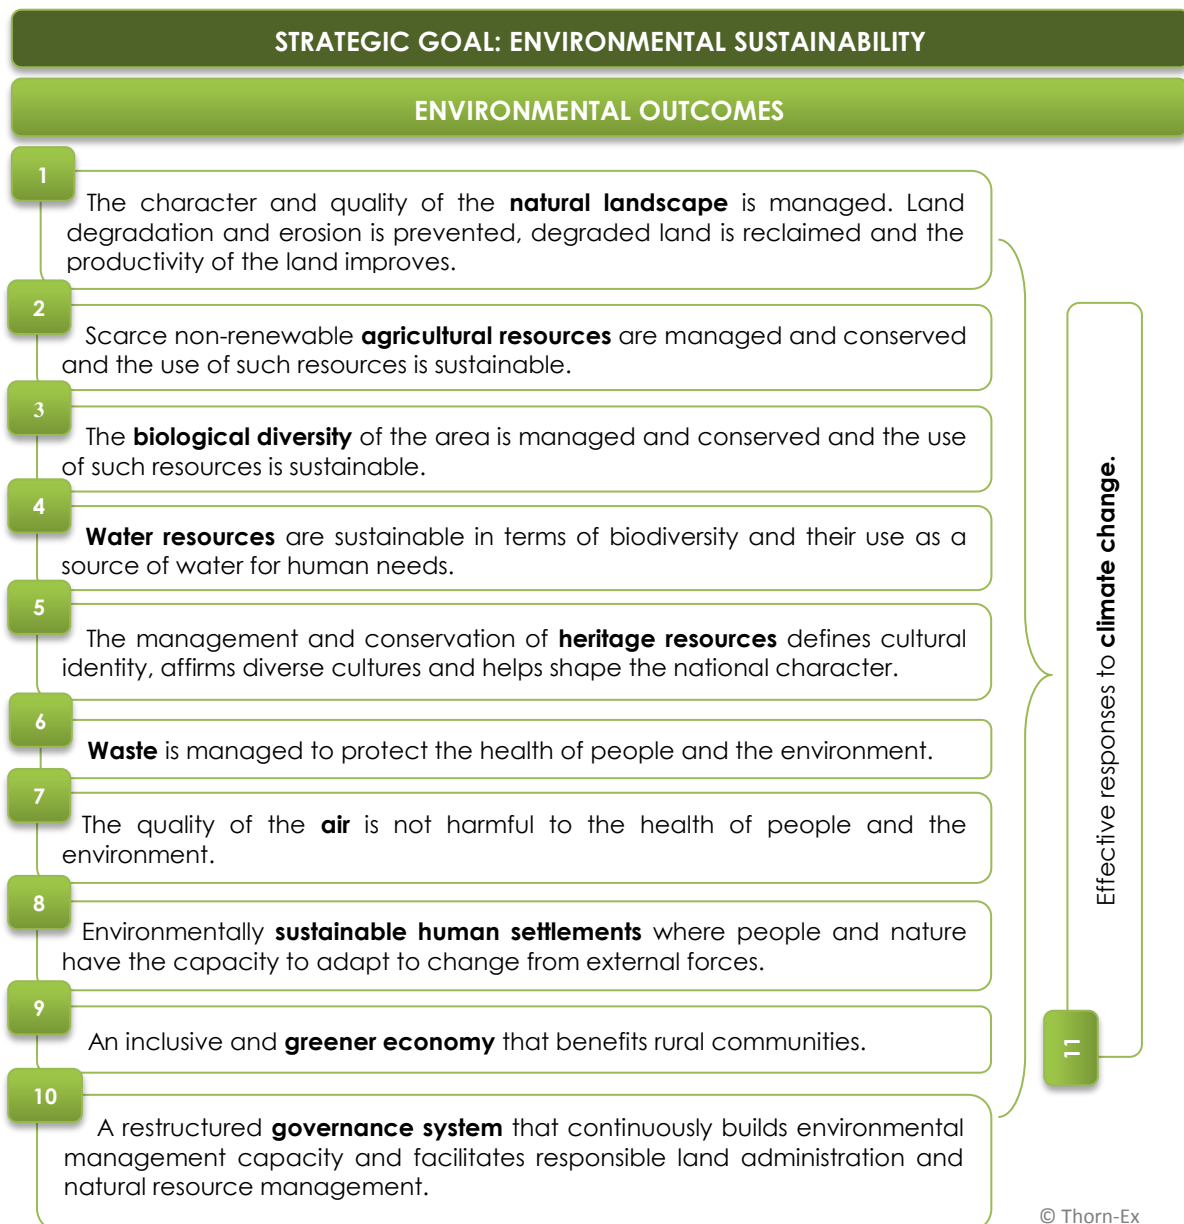 STRATEGIC GOAL: ENVIRONMENTAL SUSTAINABILITY
ENVIRONMENTAL OUTCOMES
1
The character and quality of the natural landscape is managed. Land
degradation and erosion is prevented, degraded land is reclaimed and the
productivity of the land improves.
2
Scarce non-renewable agricultural resources are managed and conserved
and the use of such resources is sustainable.
3
The biological diversity of the area is managed and conserved and the use
of such resources is sustainable.
4
Water resources are sustainable in terms of biodiversity and their use as a
source of water for human needs.
5
The management and conservation of heritage resources defines cultural
identity, affirms diverse cultures and helps shape the national character.
6
Waste is managed to protect the health of people and the environment.
7
The quality of the air is not harmful to the health of people and the
environment.
8
Environmentally sustainable human settlements where people and nature
have the capacity to adapt to change from external forces.
9
An inclusive and greener economy that benefits rural communities.
10
A restructured governance system that continuously builds environmental
management capacity and facilitates responsible land administration and
natural resource management.
11
Effective responses to climate change.
© Thorn-Ex